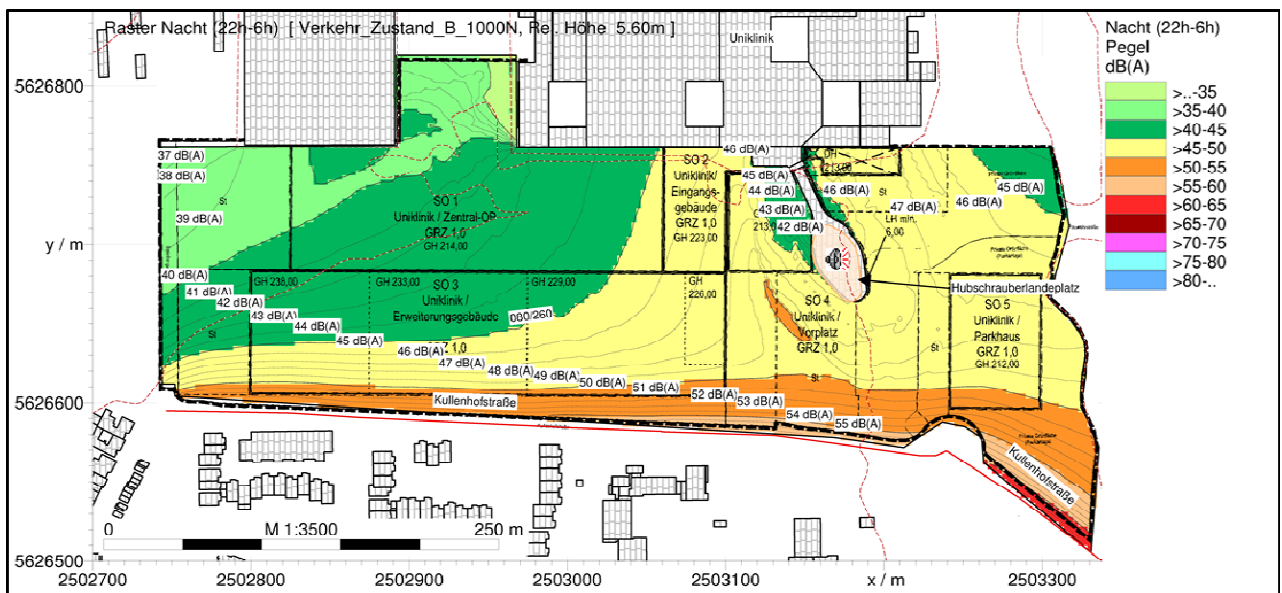 Raster Nacht (22h-6h) [ Verkehr_Zustand_B_1000N, Rel. Höhe 5.60m ]
Uniklinik
Nacht (22h-6h)
Pegel
dB(A)
>..-35
>35-40
>40-45
>45-50
>50-55
>55-60
>60-65
>65-70
>70-75
>75-80
>80-..
5626800
y / m
5626600
5626500
2502700
2502800
2502900
2503000
2503100
x / m
2503300
37 dB(A)
38 dB(A)
39 dB(A)
40 dB(A)
41 dB(A)
42 dB(A)
43 dB(A)
44 dB(A)
45 dB(A)
46 dB(A)
47 dB(A)
48 dB(A)
49 dB(A)
50 dB(A)
51 dB(A)
52 dB(A)
53 dB(A)
54 dB(A)
55 dB(A)
46 dB(A)
45 dB(A)
44 dB(A)
43 dB(A)
42 dB(A)
46 dB(A)
47 dB(A)
46 dB(A)
45 dB(A)
St
St
St
St
St
SO 1
Uniklinik / Zentral-OP
GRZ 1,0
GH 214,00
SO 2
Uniklinik/
Eingangs-
gebäude
GRZ 1,0
GH 223,00
GH 238,00
GH 233,00
GH 229,00
GH
226,00
SO 3
Uniklinik /
Erweiterungsgebäude
000/260
LH min.
6,00
Hubschrauberlandeplatz
SO 4
Uniklinik /
Vorplatz
GRZ 1,0
SO 5
Uniklinik /
Parkhaus
GRZ 1,0
GH 212,00
Kullenhofstraße
Kullenhofstraße
0
M 1:3500
250 m